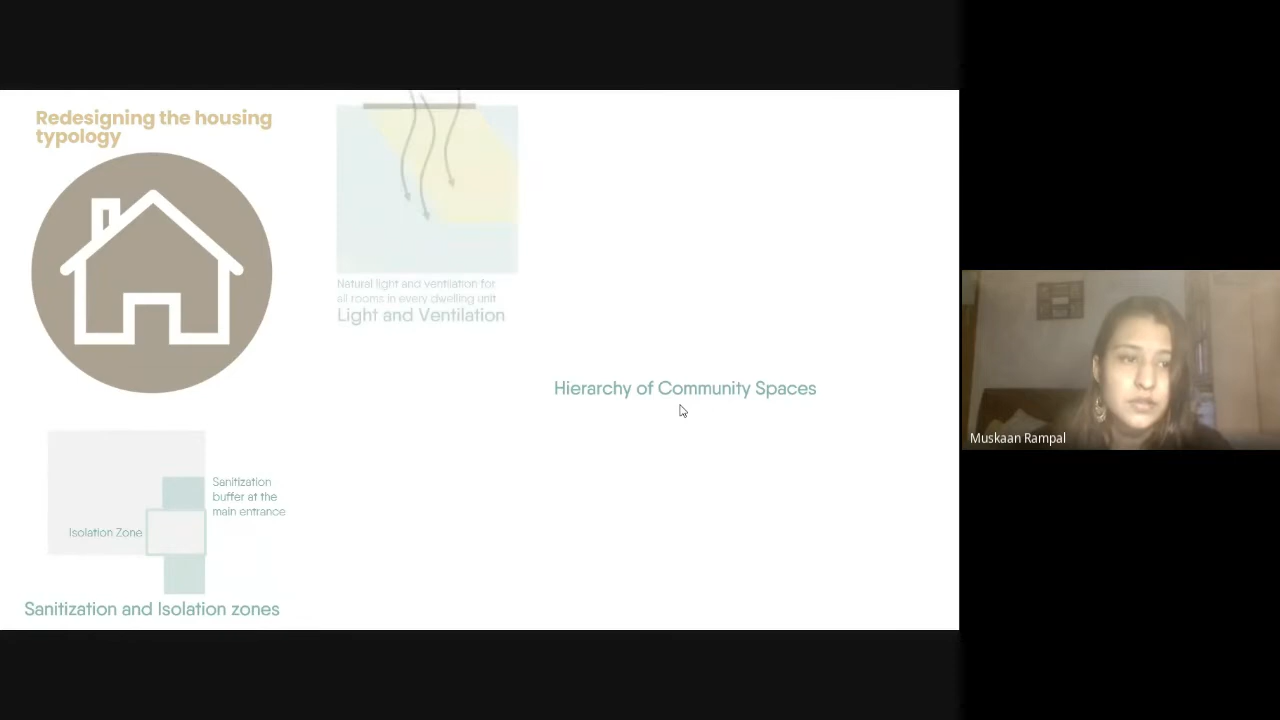 Redesigning the housing
typology
Natural light and ventilation for
all rooms in every dwelling unit
Light and Ventilation
Hierarchy of Community Spaces
Muskaan Rampal
Sanitization
buffer at the
main entrance
Isolation Zone
Sanitization and Isolation zones